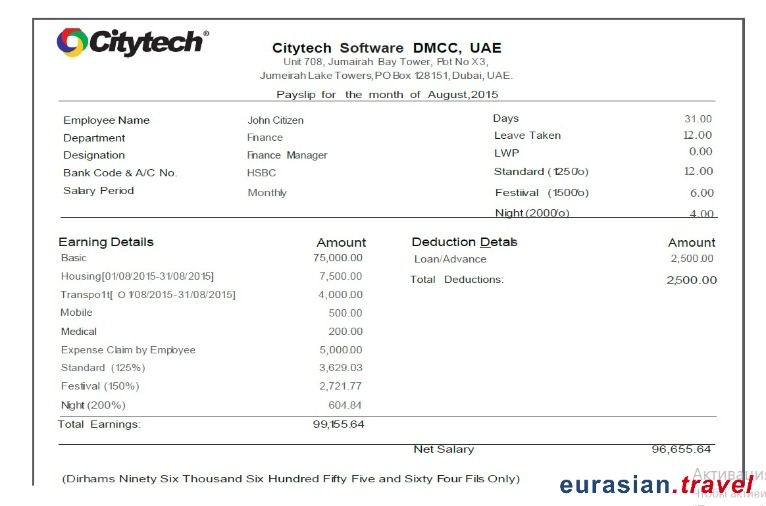 Citytech®
Citytech Software DMCC, UAE
Unit 708, Jumairah Bay Tower, Plot No X3,
Jumeirah Lake Towers,PO Box 128151, Dubai, UAE.
Payslip for the month of August,2015
Employee Name John Citizen Days 31.00
Department Finance Leave Taken 12.00
Designation Finance Manager LWP 0.00
Bank Code & A/C No. HSBC Standard (1250'o) 12.00
Salary Period Monthly Festiival (1500'o) 6.00
Night (2000'o) 4.00
Earning Details Amount Deduction Detals Amount
Basic 75,000.00 Loan/Advance 2,500.00
Housing[01/08/2015-31/08/2015] 7,500.00 Total Deductions: 2,500.00
Transpo1t[ O 1/08/2015-31/08/2015] 4,000.00
Mobile 500.00
Medical 200.00
Expense Claim by Employee 5,000.00
Standard (125%) 3,629.03
Festiival (150%) 2,721.77
Night (200%) 604.84
Total Earnings: 99,155.64
Net Salary 96,655.64
(Dirhams Ninety Six Thousand Six Hundred Fifty Five and Sixty Four Fils Only)
eurasian.travel